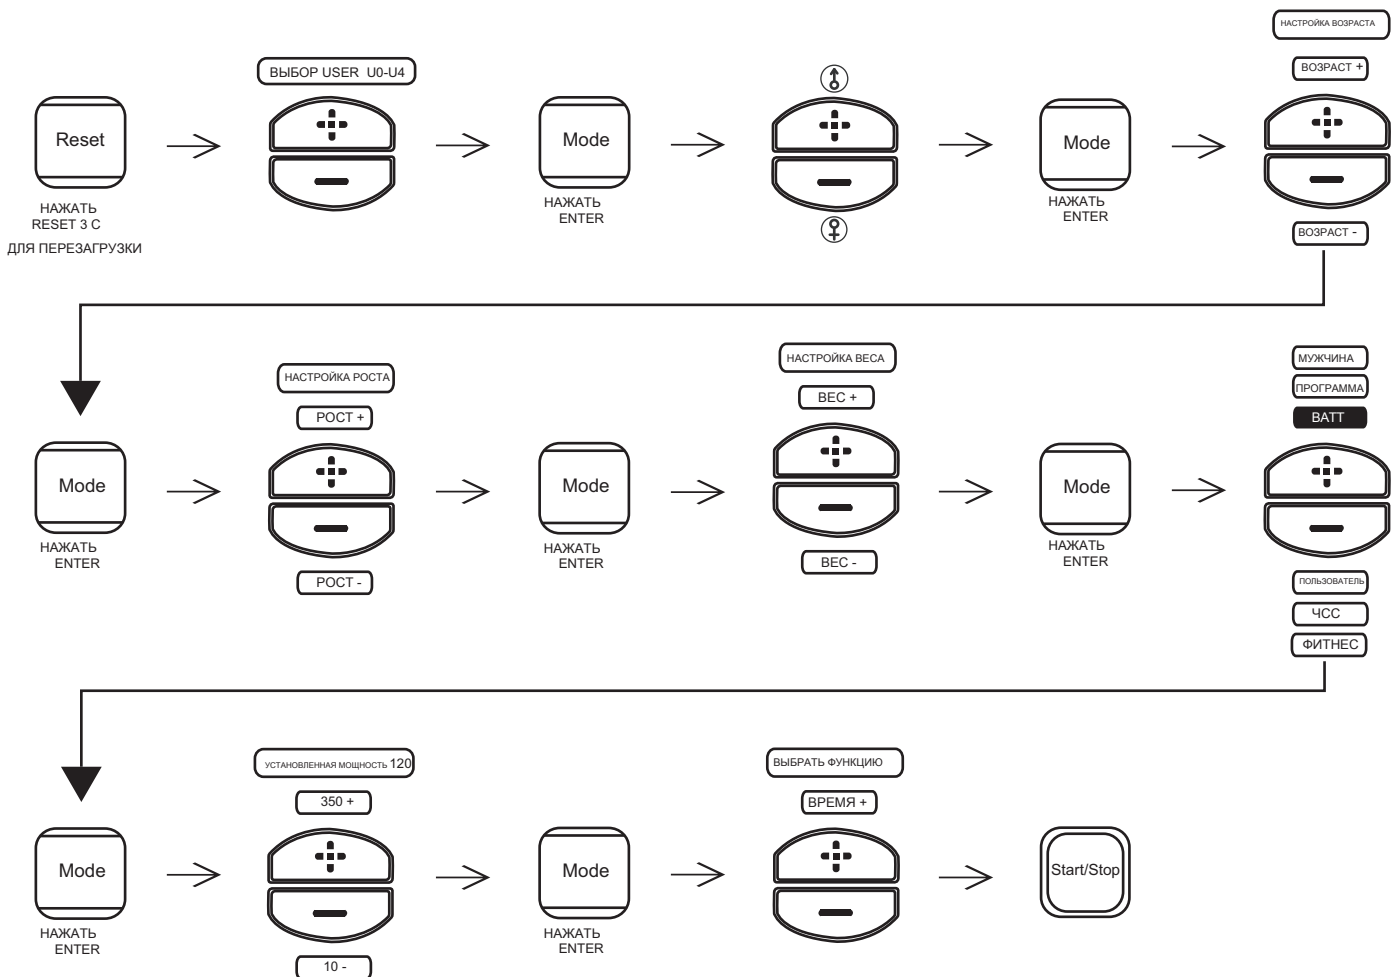 НАСТРОЙКА ВОЗРАСТА
ВЫБОР USER U0-U4
ВОЗРАСТ +
Reset
Mode
Mode
НАЖАТЬ
RESET 3 С
ДЛЯ ПЕРЕЗАГРУЗКИ
НАЖАТЬ
ENTER
НАЖАТЬ
ENTER
ВОЗРАСТ -
НАСТРОЙКА РОСТА
РОСТ +
НАСТРОЙКА ВЕСА
ВЕС +
МУЖЧИНА
ПРОГРАММА
ВАТТ
Mode
Mode
Mode
НАЖАТЬ
ENTER
РОСТ -
НАЖАТЬ
ENTER
ВЕС -
НАЖАТЬ
ENTER
ПОЛЬЗОВАТЕЛЬ
ЧСС
ФИТНЕС
УСТАНОВЛЕННАЯ МОЩНОСТЬ 120
350 +
ВЫБРАТЬ ФУНКЦИЮ
ВРЕМЯ +
Mode
Mode
Start/Stop
НАЖАТЬ
ENTER
10 -
НАЖАТЬ
ENTER